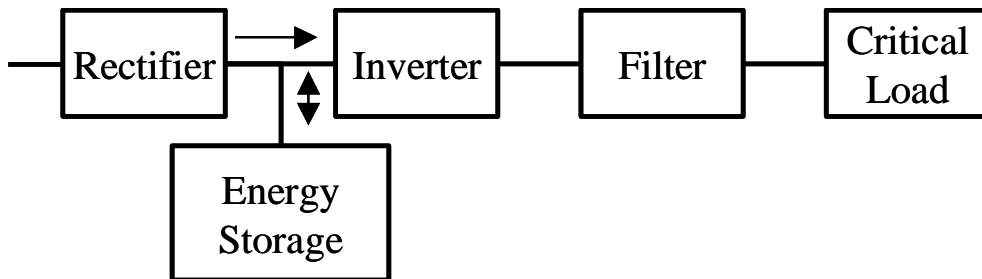 Rectifier
Inverter
Filter
Critical
Load
Energy
Storage